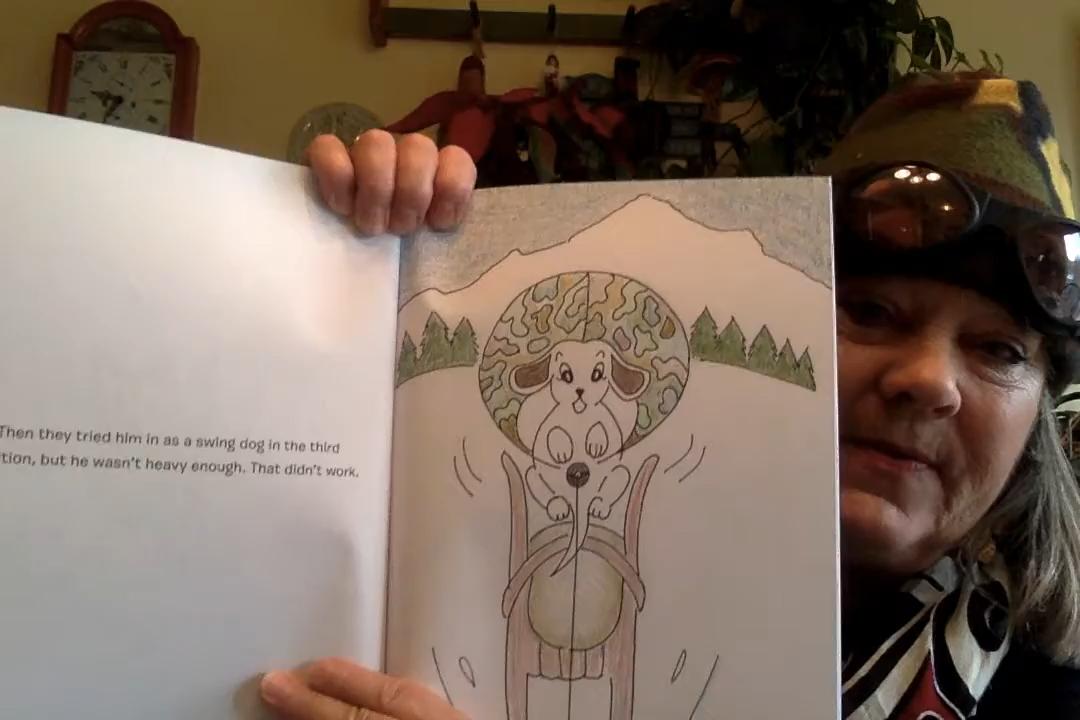 Then they tried him in as a swing dog in the third
tion, but he wasn't heavy enough. That didn't work.